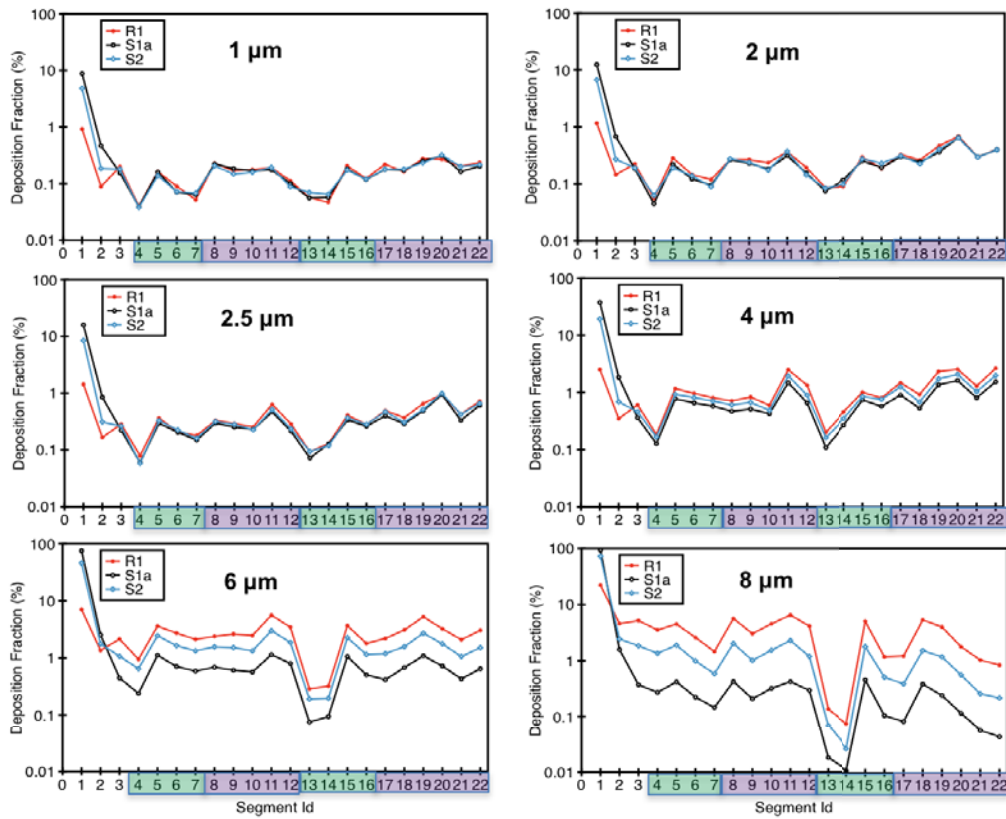 100
10
1
0.1
0.01
Deposition Fraction (%)
R1
S1a
S2
1 µm
0 1 2 3 4 5 6 7 8 9 10 11 12 13 14 15 16 17 18 19 20 21 22
100
10
1
0.1
0.01
Deposition Fraction (%)
R1
S1a
S2
2 µm
0 1 2 3 4 5 6 7 8 9 10 11 12 13 14 15 16 17 18 19 20 21 22
100
10
1
0.1
0.01
Deposition Fraction (%)
R1
S1a
S2
2.5 µm
0 1 2 3 4 5 6 7 8 9 10 11 12 13 14 15 16 17 18 19 20 21 22
100
10
1
0.1
0.01
Deposition Fraction (%)
R1
S1a
S2
4 µm
0 1 2 3 4 5 6 7 8 9 10 11 12 13 14 15 16 17 18 19 20 21 22
100
10
1
0.1
0.01
Deposition Fraction (%)
R1
S1a
S2
6 µm
0 1 2 3 4 5 6 7 8 9 10 11 12 13 14 15 16 17 18 19 20 21 22
Segment Id
100
10
1
0.1
0.01
Deposition Fraction (%)
R1
S1a
S2
8 µm
0 1 2 3 4 5 6 7 8 9 10 11 12 13 14 15 16 17 18 19 20 21 22
Segment Id